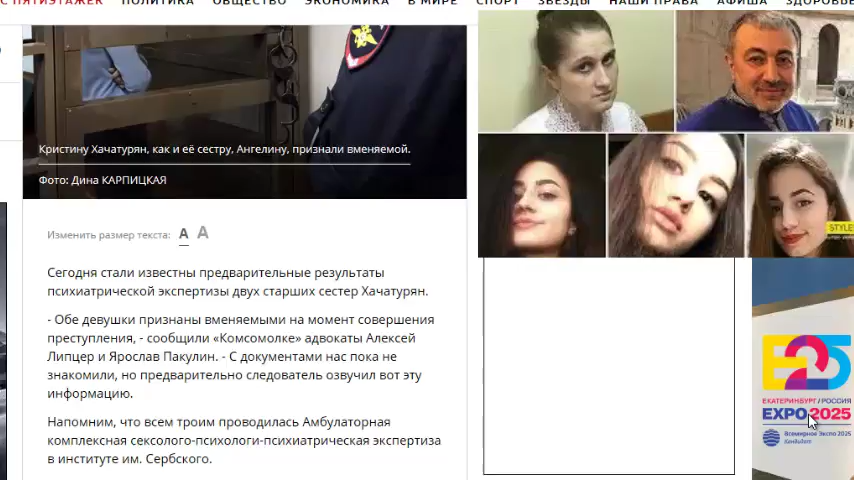 С ПЯТИЭТАЖЕК ПОЛИТИКА ОБЩЕСТВО ЭКОНОМИКА В МИРЕ СПОРТ ЗВЕЗДЫ НАШИ ПРАВА АФИША ЗДОРОВЬЕ
Кристину Хачатурян, как и её сестру, Ангелину, признали вменяемой.
Фото: Дина КАРПИЦКАЯ
Изменить размер текста: А А
Сегодня стали известны предварительные результаты
психиатрической экспертизы двух старших сестер Хачатурян.
- Обе девушки признаны вменяемыми на момент совершения
преступления, - сообщили «Комсомолке» адвокаты Алексей
Липцер и Ярослав Пакулин. - С документами нас пока не
знакомили, но предварительно следователь озвучил вот эту
информацию.
Напомним, что всем троим проводилась Амбулаторная
комплексная сексолого-психологи-психиатрическая экспертиза
в институте им. Сербского.
STYLE
E25
ЕКАТЕРИНБУРГ/РОССИЯ
EXPO 2025
Всемирное Экспо 2025